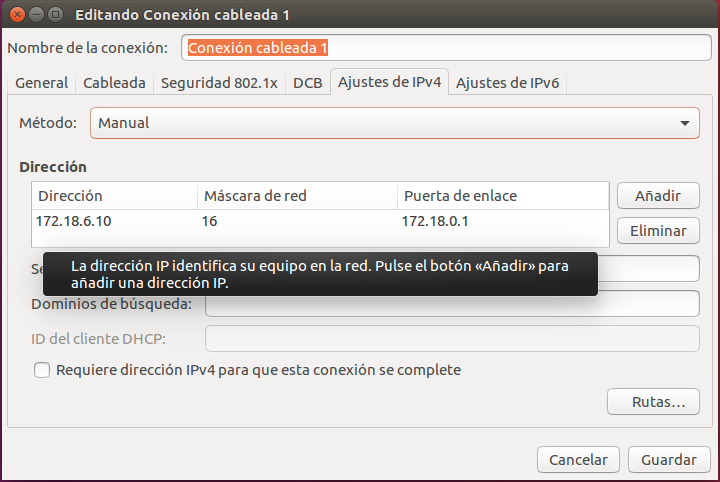 Editando Conexión cableada 1
Nombre de la conexión: Conexión cableada 1
General Cableada Seguridad 802.1x DCB Ajustes de IPv4 Ajustes de IPv6
Método: Manual
Dirección
Dirección Máscara de red Puerta de enlace Añadir
172.18.6.10 16 172.18.0.1
Eliminar
La dirección IP identifica su equipo en la red. Pulse el botón «Añadir» para
añadir una dirección IP.
Dominios de búsqueda:
ID del cliente DHCP:
Requiere dirección IPv4 para que esta conexión se complete
Rutas...
Cancelar Guardar